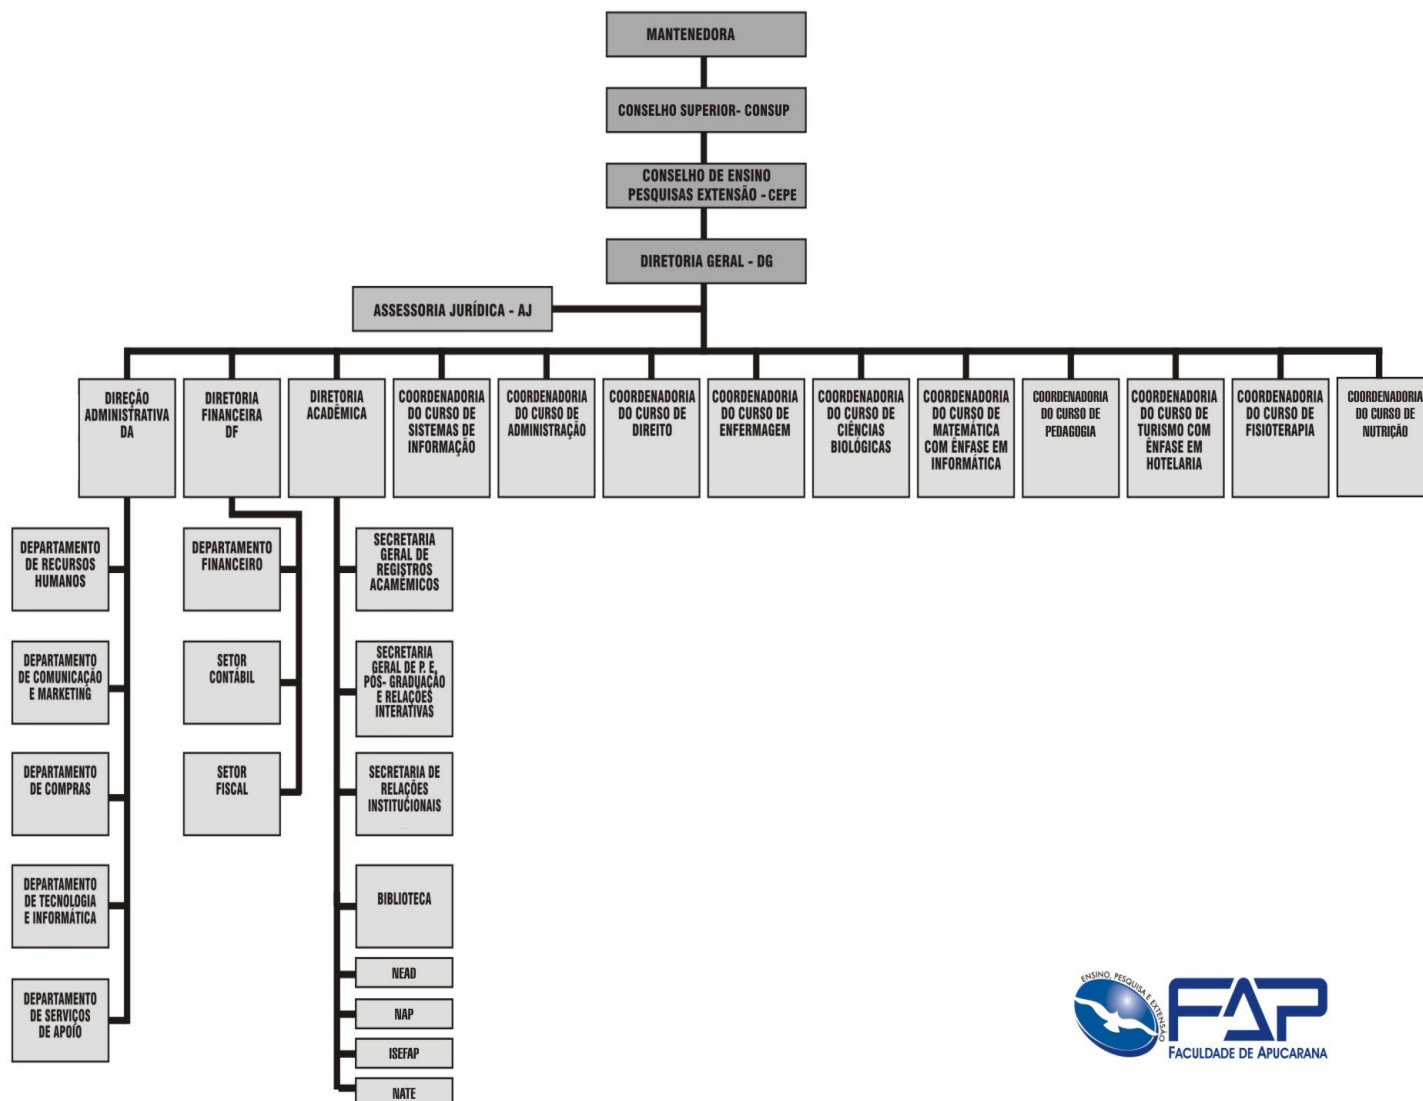 MANTENEDORA
CONSELHO SUPERIOR- CONSUP
CONSELHO DE ENSINO
PESQUISAS EXTENSÃO - CEPE
DIRETORIA GERAL - DG
ASSESSORIA JURÍDICA - AJ
DIREÇÃO
ADMINISTRATIVA
DA
DIRETORIA
FINANCEIRA
DF
DIRETORIA
ACADÊMICA
COORDENADORIA
DO CURSO DE
SISTEMAS DE
INFORMAÇÃO
COORDENADORIA
DO CURSO DE
ADMINISTRAÇÃO
COORDENADORIA
DO CURSO DE
DIREITO
COORDENADORIA
DO CURSO DE
ENFERMAGEM
COORDENADORIA
DO CURSO DE
CIÊNCIAS
BIOLÓGICAS
COORDENADORIA
DO CURSO DE
MATEMÁTICA
COM ÊNFASE EM
INFORMÁTICA
COORDENADORIA
DO CURSO DE
PEDAGOGIA
COORDENADORIA
DO CURSO DE
TURISMO COM
ÊNFASE EM
HOTELARIA
COORDENADORIA
DO CURSO DE
FISIOTERAPIA
COORDENADORIA
DO CURSO DE
NUTRIÇÃO
DEPARTAMENTO
DE RECURSOS
HUMANOS
DEPARTAMENTO
DE COMUNICAÇÃO
E MARKETING
DEPARTAMENTO
DE COMPRAS
DEPARTAMENTO
DE TECNOLOGIA
E INFORMÁTICA
DEPARTAMENTO
DE SERVIÇOS
DE APOIO
DEPARTAMENTO
FINANCEIRO
SETOR
CONTÁBIL
SETOR
FISCAL
SECRETARIA
GERAL DE
REGISTROS
ACAMÊMICOS
SECRETARIA
GERAL DE P. E,
PÓS- GRADUAÇÃO
E RELAÇÕES
INTERATIVAS
SECRETARIA DE
RELAÇÕES
INSTITUCIONAIS
BIBLIOTECA
NEAD
NAP
ISEFAP
NATE
ENSINO, PESQUISA E EXTENSÃO
FAP
FACULDADE DE APUCARANA